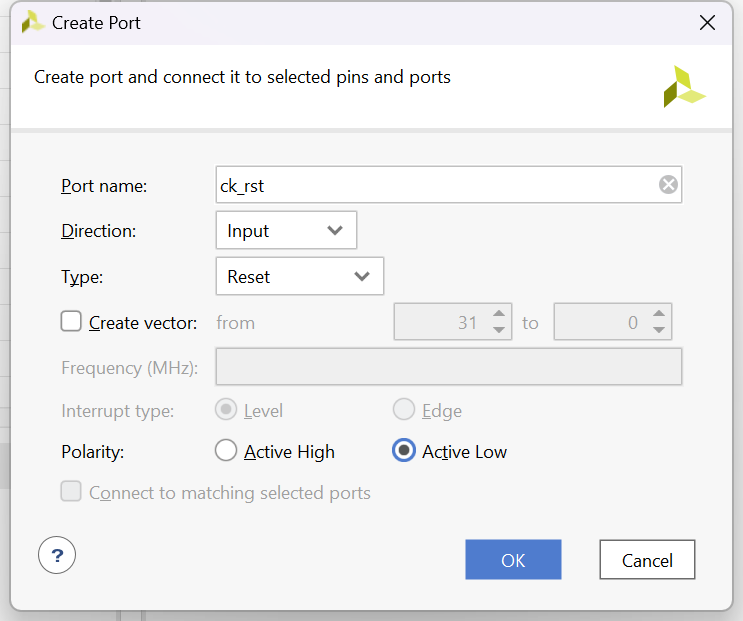 Create Port
Create port and connect it to selected pins and ports
Port name: ck_rst
Direction: Input
Type: Reset
Create vector: from 31 to 0
Frequency (MHz):
Interrupt type: Level Edge
Polarity: Active High Active Low
Connect to matching selected ports
? OK Cancel